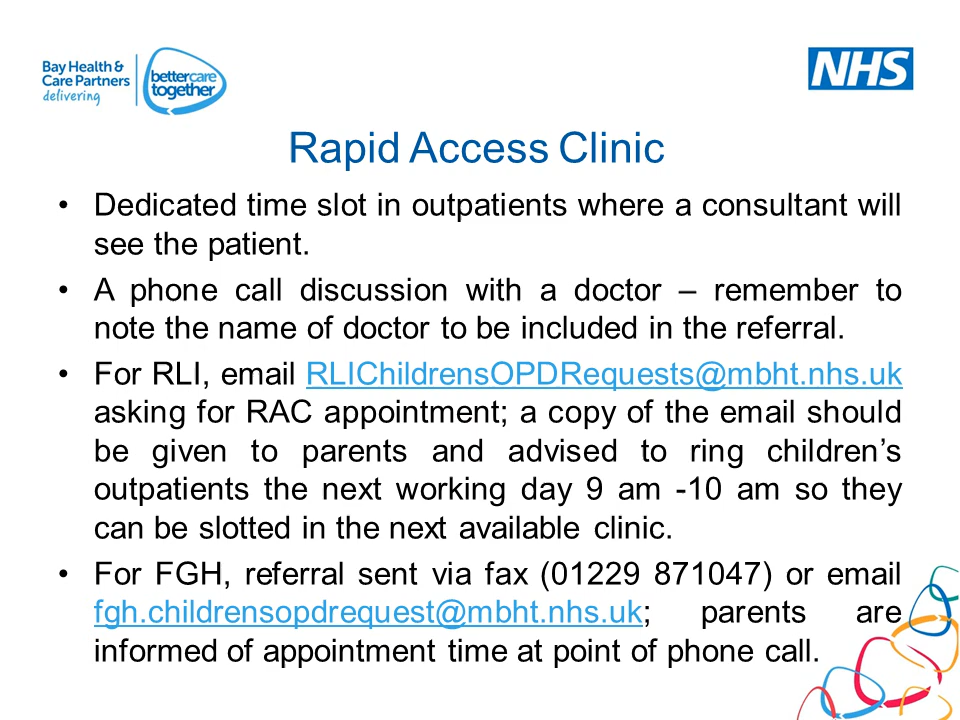 Bay Health &
Care Partners
delivering
bettercare
together
NHS
Rapid Access Clinic
• Dedicated time slot in outpatients where a consultant will
see the patient.
• A phone call discussion with a doctor – remember to
note the name of doctor to be included in the referral.
• For RLI, email RLIChildrensOPDRequests@mbht.nhs.uk
asking for RAC appointment; a copy of the email should
be given to parents and advised to ring children’s
outpatients the next working day 9 am -10 am so they
can be slotted in the next available clinic.
• For FGH, referral sent via fax (01229 871047) or email
fgh.childrensopdrequest@mbht.nhs.uk; parents are
informed of appointment time at point of phone call.